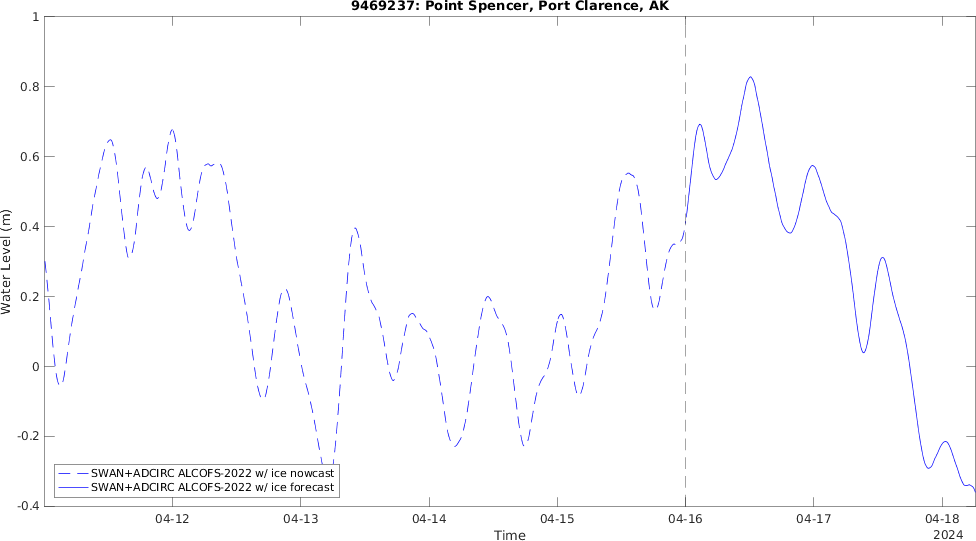 9469237: Point Spencer, Port Clarence, AK
Water Level (m)
1
0.8
0.6
0.4
0.2
0
-0.2
-0.4
SWAN+ADCIRC ALCOFS-2022 w/ ice nowcast
SWAN+ADCIRC ALCOFS-2022 w/ ice forecast
04-12 04-13 04-14 04-15 04-16 04-17 04-18
Time
2024